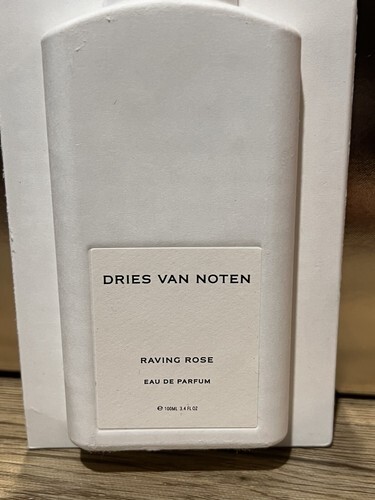 DRIES VAN NOTEN
RAVING ROSE
EAU DE PARFUM
℮ 100ML 3.4 FL OZ